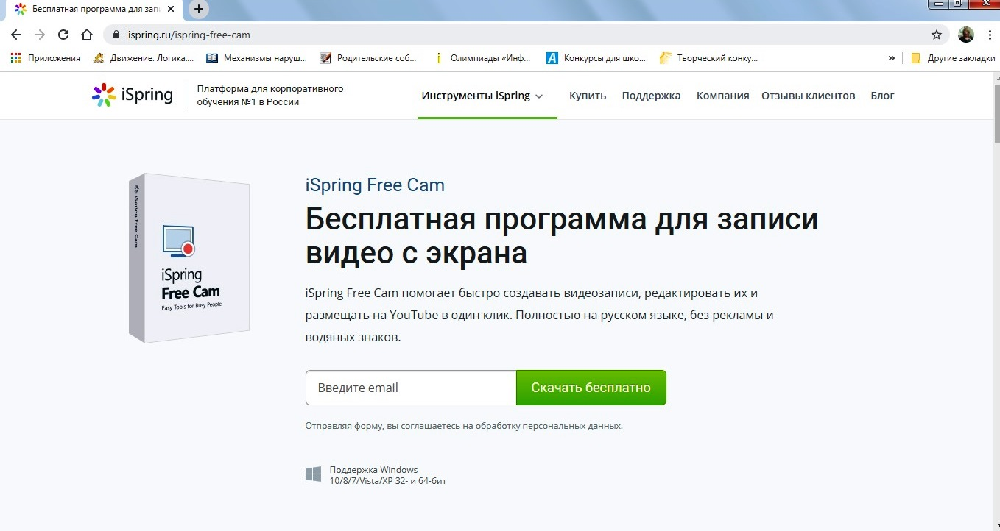 Бесплатная программа для запи
ispring.ru/ispring-free-cam
Приложения
Движение. Логика....
Механизмы наруш...
Родительские соб...
Олимпиады «Инф...
Конкурсы для шко...
Творческий конку...
»
Другие закладки
iSpring
Платформа для корпоративного
обучения №1 в России
Инструменты iSpring
Купить
Поддержка
Компания
Отзывы клиентов
Блог
iSpring Free Cam
iSpring
Free Cam
Easy Tools for Busy People
iSpring Free Cam
Бесплатная программа для записи
видео с экрана
iSpring Free Cam помогает быстро создавать видеозаписи, редактировать их и
размещать на YouTube в один клик. Полностью на русском языке, без рекламы и
водяных знаков.
Введите email
Скачать бесплатно
Отправляя форму, вы соглашаетесь на обработку персональных данных.
Поддержка Windows
10/8/7/Vista/XP 32- и 64-бит